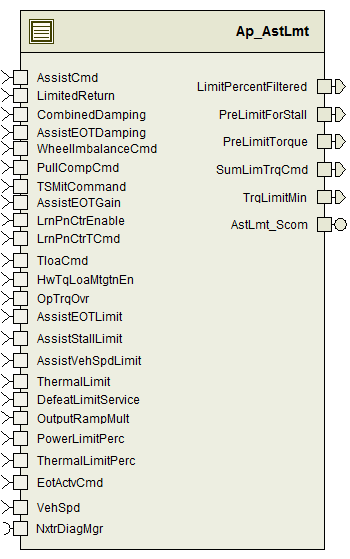 Ap_AstLmt
AssistCmd
LimitedReturn
CombinedDamping
AssistEOTDamping
WheelImbalanceCmd
PullCompCmd
TSMitCommand
AssistEOTGain
LrnPnCtrEnable
LrnPnCtrTCmd
TloaCmd
HwTqLoaMtgtnEn
OpTrqOvr
AssistEOTLimit
AssistStallLimit
AssistVehSpdLimit
ThermalLimit
DefeatLimitService
OutputRampMult
PowerLimitPerc
ThermalLimitPerc
EotActvCmd
VehSpd
NxtrDiagMgr
LimitPercentFiltered
PreLimitForStall
PreLimitTorque
SumLimTrqCmd
TrqLimitMin
AstLmt_Scom